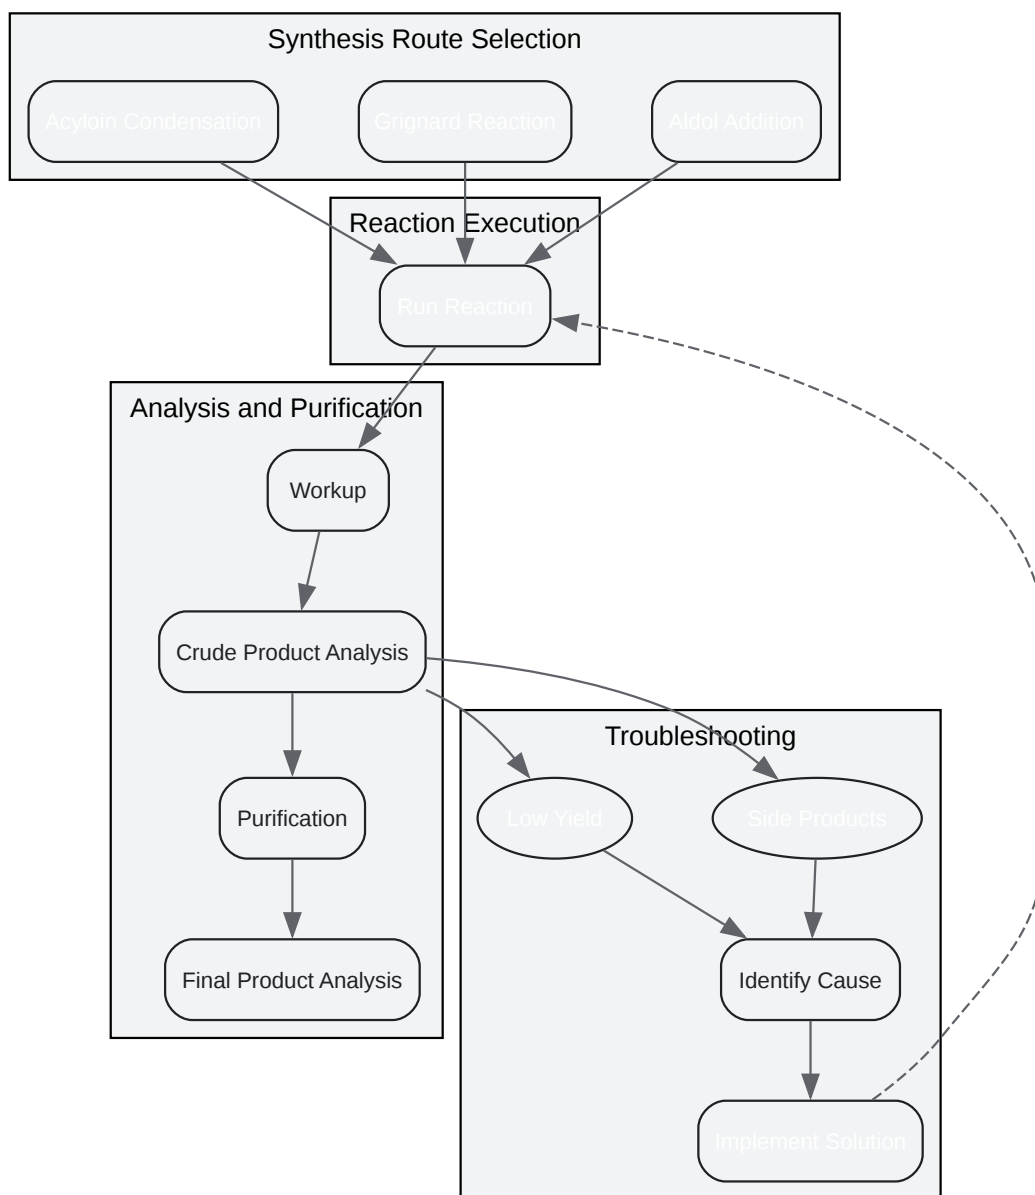 Synthesis Route Selection
Acyloin Condensation
Grignard Reaction
Aldol Addition
Reaction Execution
Run Reaction
Analysis and Purification
Workup
Crude Product Analysis
Troubleshooting
Low Yield
Side Products
Purification
Identify Cause
Final Product Analysis
Implement Solution